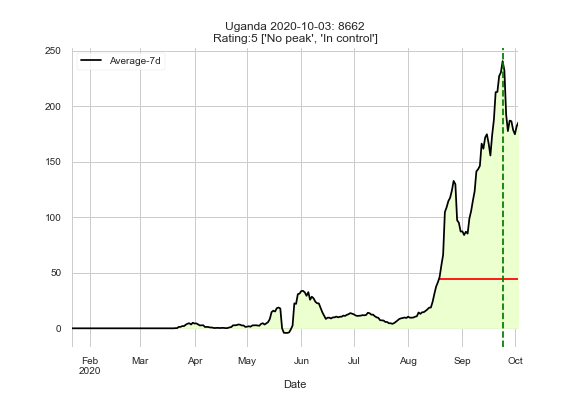 Uganda 2020-10-03: 8662
Rating:5 ['No peak', 'In control']
Average-7d
250
200
150
100
50
0
Feb Mar Apr May Jun Jul Aug Sep Oct
2020
Date